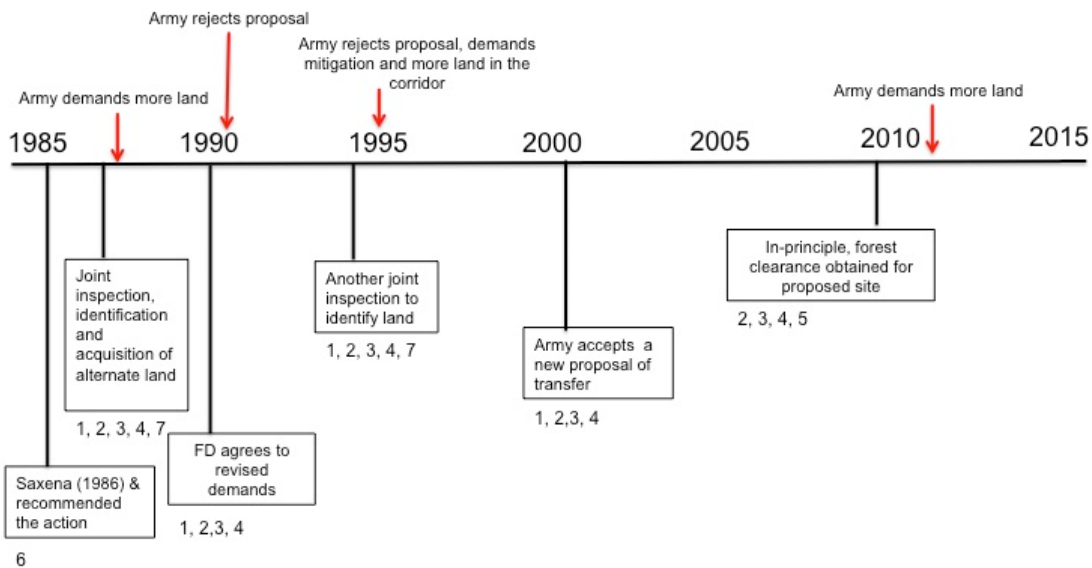 Army rejects proposal
Army rejects proposal, demands
mitigation and more land in the
corridor
Army demands more land
Army demands more land
1985
1990
1995
2000
2005
2010
2015
Joint
inspection,
identification
and
acquisition of
alternate land
1, 2, 3, 4, 7
Another joint
inspection to
identify land
1, 2, 3, 4, 7
In-principle, forest
clearance obtained for
proposed site
2, 3, 4, 5
Army accepts a
new proposal of
transfer
1, 2,3, 4
FD agrees to
revised
demands
1, 2,3, 4
Saxena (1986) &
recommended
the action
6